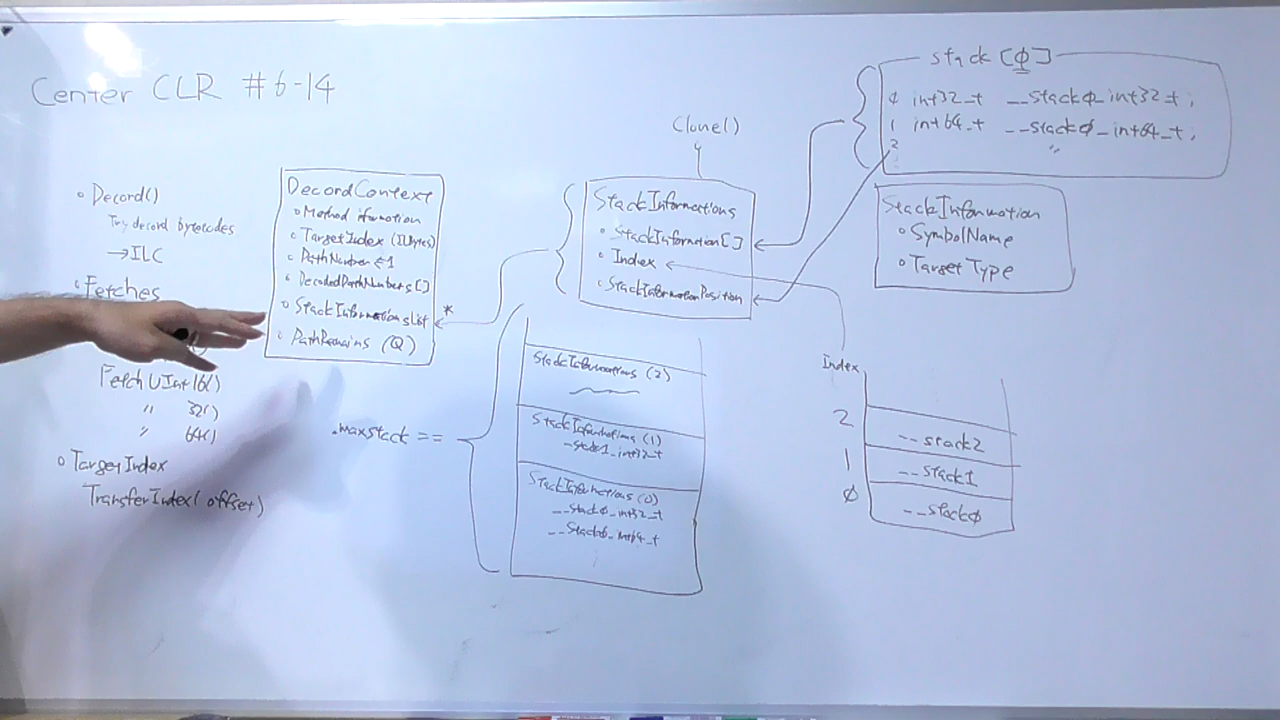 Center CLR #6-14
◦ Decord()
Try decord bytecodes
→ILC
◦ Fetches
Fetch UInt16()
〃 32()
〃 64()
◦ TargetIndex
TransferIndex( offset)
DecordContext
◦ Method iformation
◦ TargetIndex (ILBytes)
◦ PathNumber ← 1
◦ DecodedPathNumbers[]
◦ StackInformationsList
*
◦ PathRemains (Q)
.maxstack ==
Clone()
StackInformations
◦ StackInformation[]
◦ Index
◦ StackInformationPosition
StackInformations (2)
StackInformations (1)
__stack1_int32_t
StackInformations (0)
__stack0_int32_t
__stack0_int64_t
stack [0]
0 int32_t __stack0_int32_t ;
1 int64_t __stack0_int64_t ;
2 〃
StackInformation
◦ SymbolName
◦ TargetType
Index
2 __stack2
1 __stack1
0 __stack0